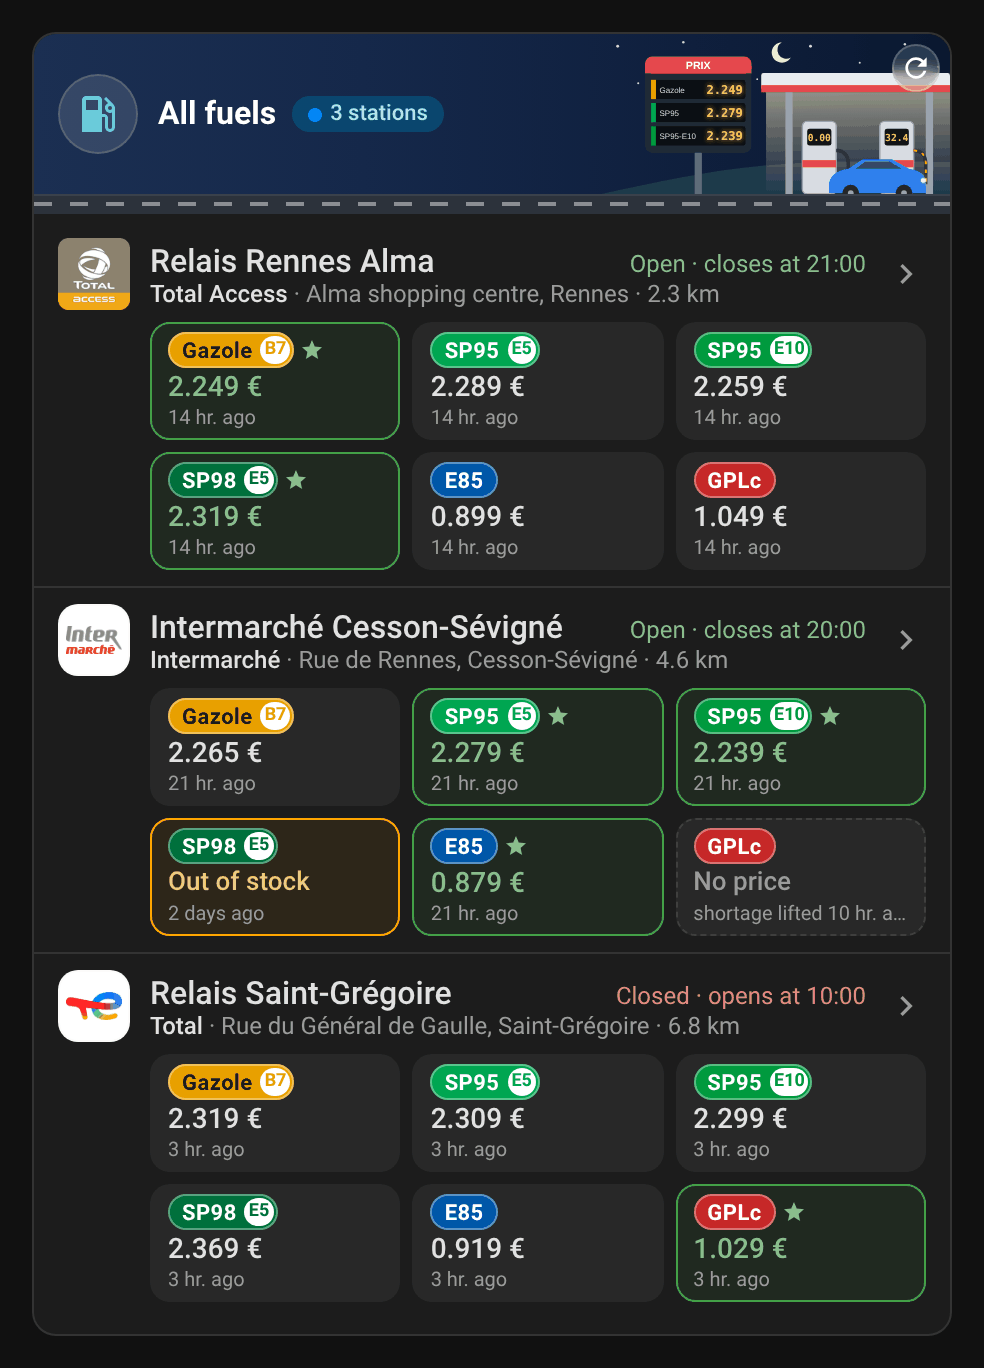 All fuels
3 stations
PRIX
Gazole 2.249
SP95 2.279
SP95-E10 2.239
0.00
32.4
TOTAL
access
Relais Rennes Alma
Open · closes at 21:00
Total Access · Alma shopping centre, Rennes · 2.3 km
Gazole B7
2.249 €
14 hr. ago
SP95 E5
2.289 €
14 hr. ago
SP95 E10
2.259 €
14 hr. ago
SP98 E5
2.319 €
14 hr. ago
E85
0.899 €
14 hr. ago
GPLc
1.049 €
14 hr. ago
Inter
marché
Intermarché Cesson-Sévigné
Open · closes at 20:00
Intermarché · Rue de Rennes, Cesson-Sévigné · 4.6 km
Gazole B7
2.265 €
21 hr. ago
SP95 E5
2.279 €
21 hr. ago
SP95 E10
2.239 €
21 hr. ago
SP98 E5
Out of stock
2 days ago
E85
0.879 €
21 hr. ago
GPLc
No price
shortage lifted 10 hr. a...
Relais Saint-Grégoire
Closed · opens at 10:00
Total · Rue du Général de Gaulle, Saint-Grégoire · 6.8 km
Gazole B7
2.319 €
3 hr. ago
SP95 E5
2.309 €
3 hr. ago
SP95 E10
2.299 €
3 hr. ago
SP98 E5
2.369 €
3 hr. ago
E85
0.919 €
3 hr. ago
GPLc
1.029 €
3 hr. ago